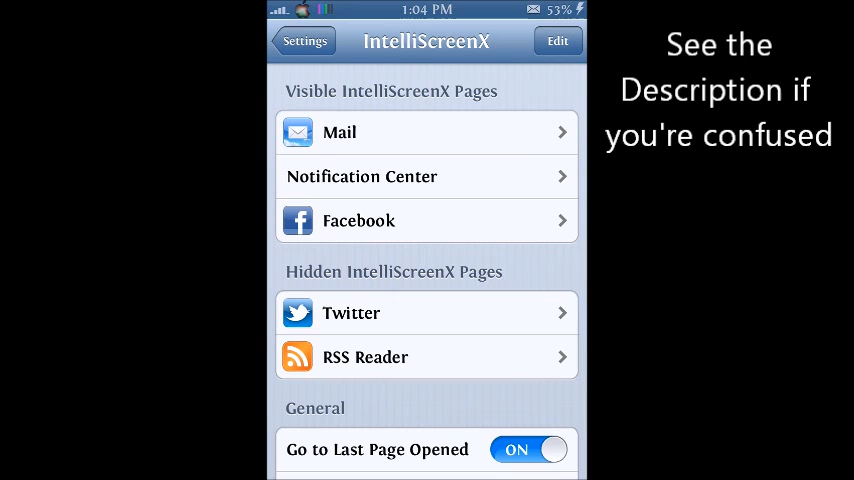 1:04 PM
53%
Settings
IntelliScreenX
Edit
See the
Description if
you're confused
Visible IntelliScreenX Pages
Mail
Notification Center
Facebook
Hidden IntelliScreenX Pages
Twitter
RSS Reader
General
Go to Last Page Opened
ON